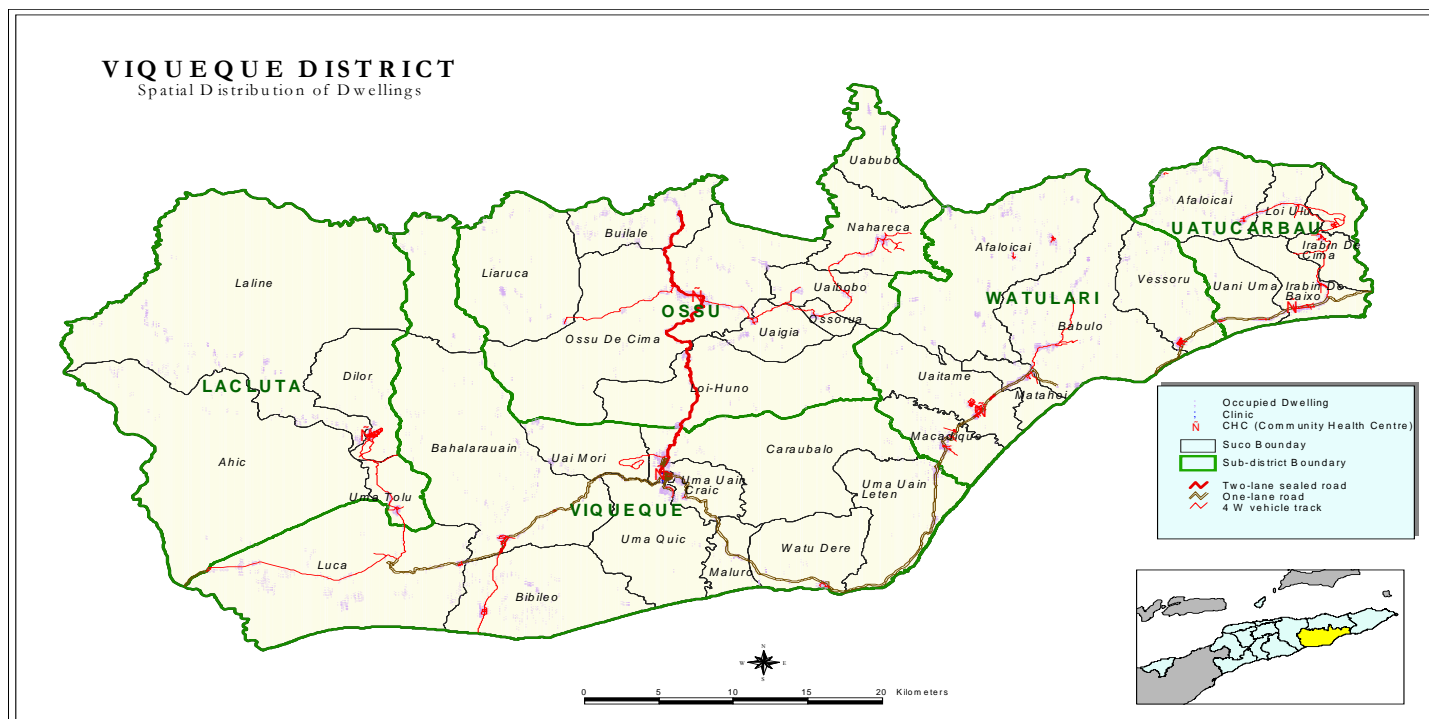 VIQUEQUE DISTRICT
Spatial Distribution of Dwellings
Uabubo
Afaloicai
Loi Ulu
UATUCARBAU
Builale
Nahareca
Afaloicai
Irabin De
Cima
Liaruca
Laline
Vessoru
Uani Uma
Irabin De
Baixo
Ñ
Uaibobo
WATULARI
Ñ
OSSU
Ossorua
Babulo
Uaigia
Ossu De Cima
Dilor
LACLUTA
Loi-Huno
Uaitame
Matahoi
Ñ
Ñ
Macadique
Ahic
Bahalarauain
Uai Mori
Caraubalo
Uma Uain
Craic
Uma Uain
Leten
Uma Tolu
VIQUEQUE
Uma Quic
Watu Dere
Luca
Maluro
Bibileo
Occupied Dwelling
Clinic
Ñ CHC (Community Health Centre)
Suco Bounday
Sub-district Boundary
Two-lane sealed road
One-lane road
4 W vehicle track
N
W E
S
0 5 10 15 20 Kilometers